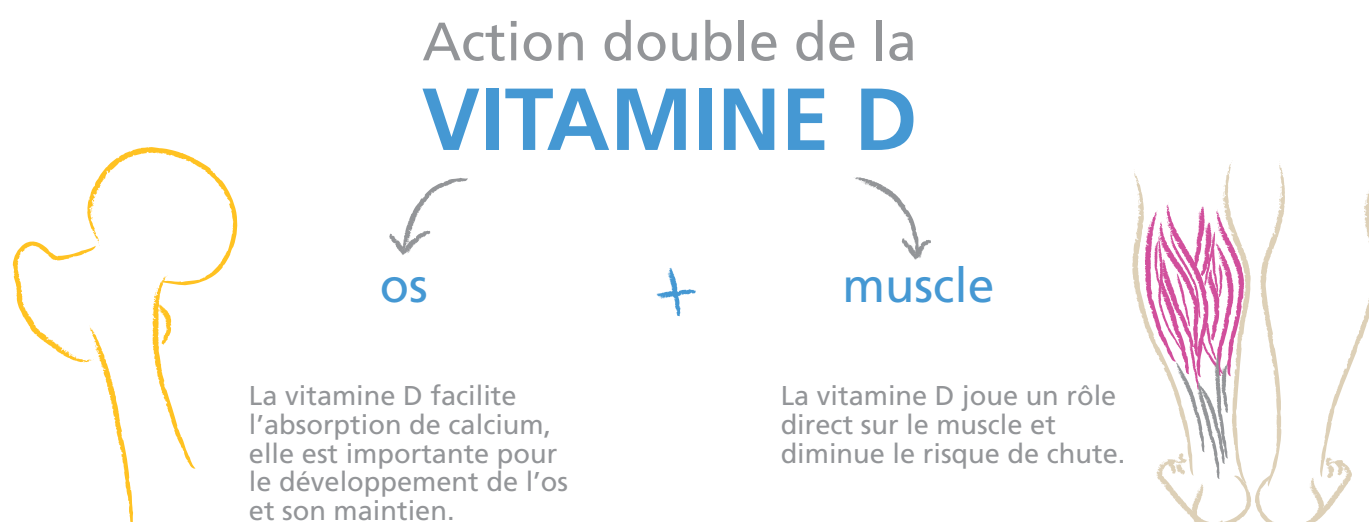 Action double de la
VITAMINE D
os + muscle
La vitamine D facilite
l’absorption de calcium,
elle est importante pour
le développement de l’os
et son maintien.
La vitamine D joue un rôle
direct sur le muscle et
diminue le risque de chute.